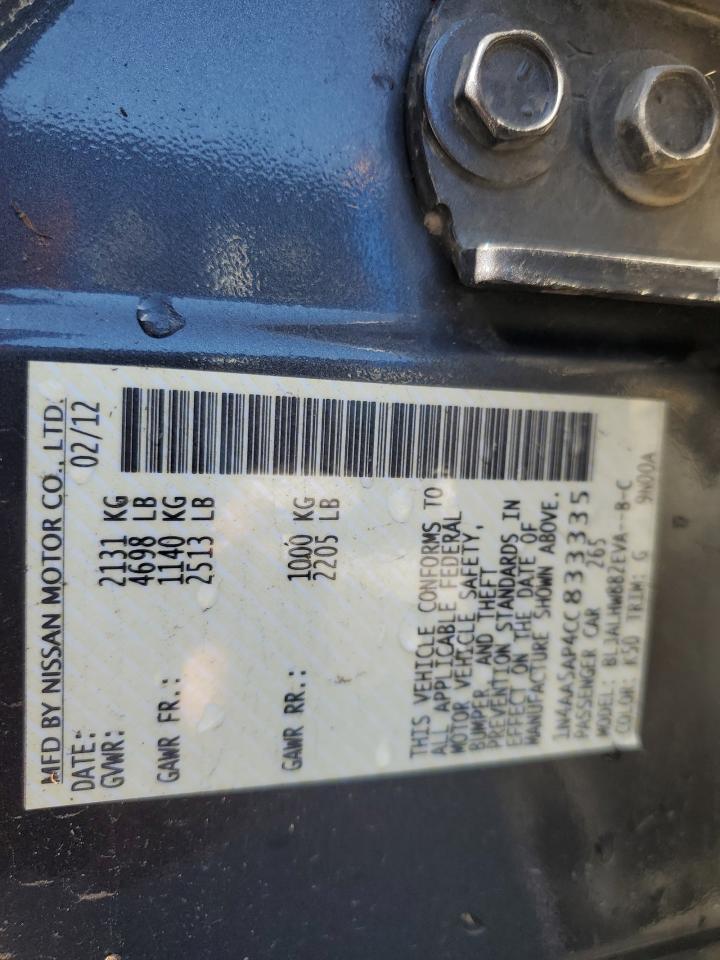 MFD BY NISSAN MOTOR CO., LTD.
DATE: 02/12
GVWR: 2131 KG
4698 LB
GAWR FR.: 1140 KG
2513 LB
GAWR RR.: 1000 KG
2205 LB
THIS VEHICLE CONFORMS TO
ALL APPLICABLE FEDERAL
MOTOR VEHICLE SAFETY,
BUMPER, AND THEFT
PREVENTION STANDARDS IN
EFFECT ON THE DATE OF
MANUFACTURE SHOWN ABOVE.
1N4AA5AP4CC833335
PASSENGER CAR 265
MODEL: BLJALHWB82EVA--B-C
COLOR: K50 TRIM: G 9N00A